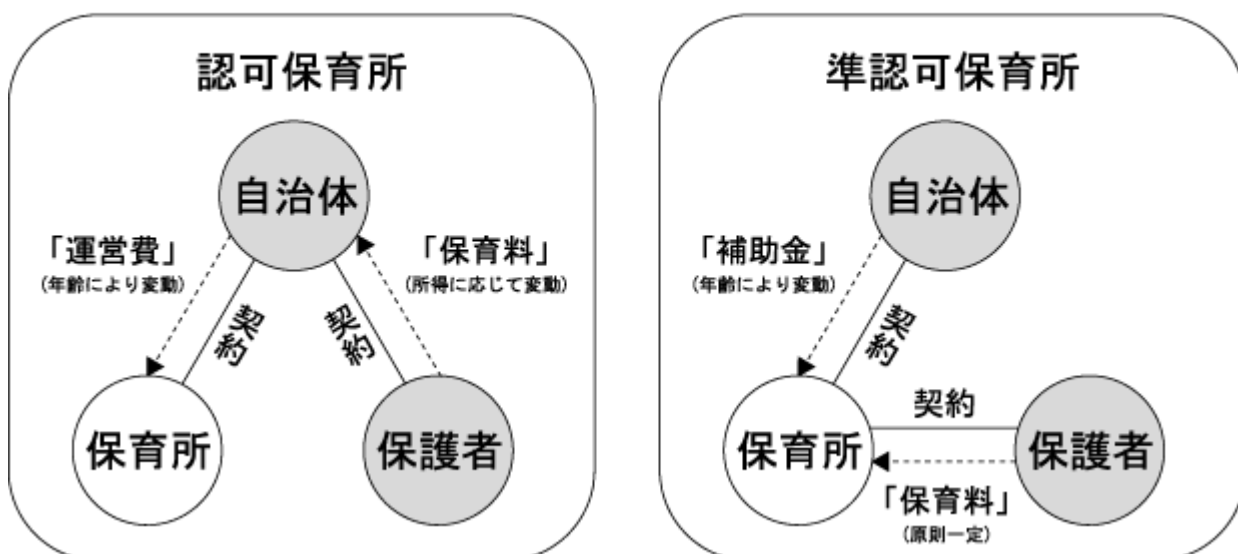 認可保育所
自治体
「運営費」
(年齢により変動)
「保育料」
(所得に応じて変動)
契約
契約
保育所
保護者
準認可保育所
自治体
「補助金」
(年齢により変動)
契約
契約
保育所
保護者
「保育料」
(原則一定)